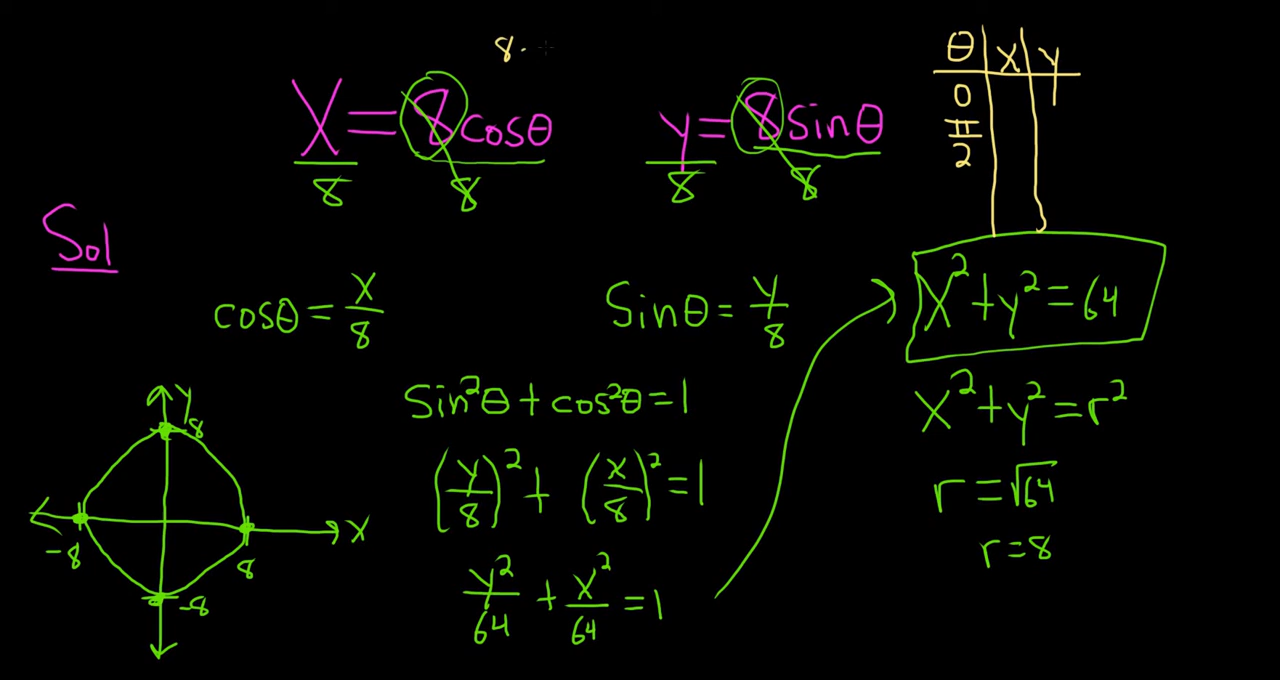 8 ·
X = 8cosθ
8 8
y = 8sinθ
8 8
θ X Y
0
π/2
Sol
cosθ = x/8
Sinθ = y/8
X² + y² = 64
Sin²θ + cos²θ = 1
(y/8)² + (x/8)² = 1
y²/64 + x²/64 = 1
X² + y² = r²
r = √64
r = 8
y
8
-8 8 X
-8